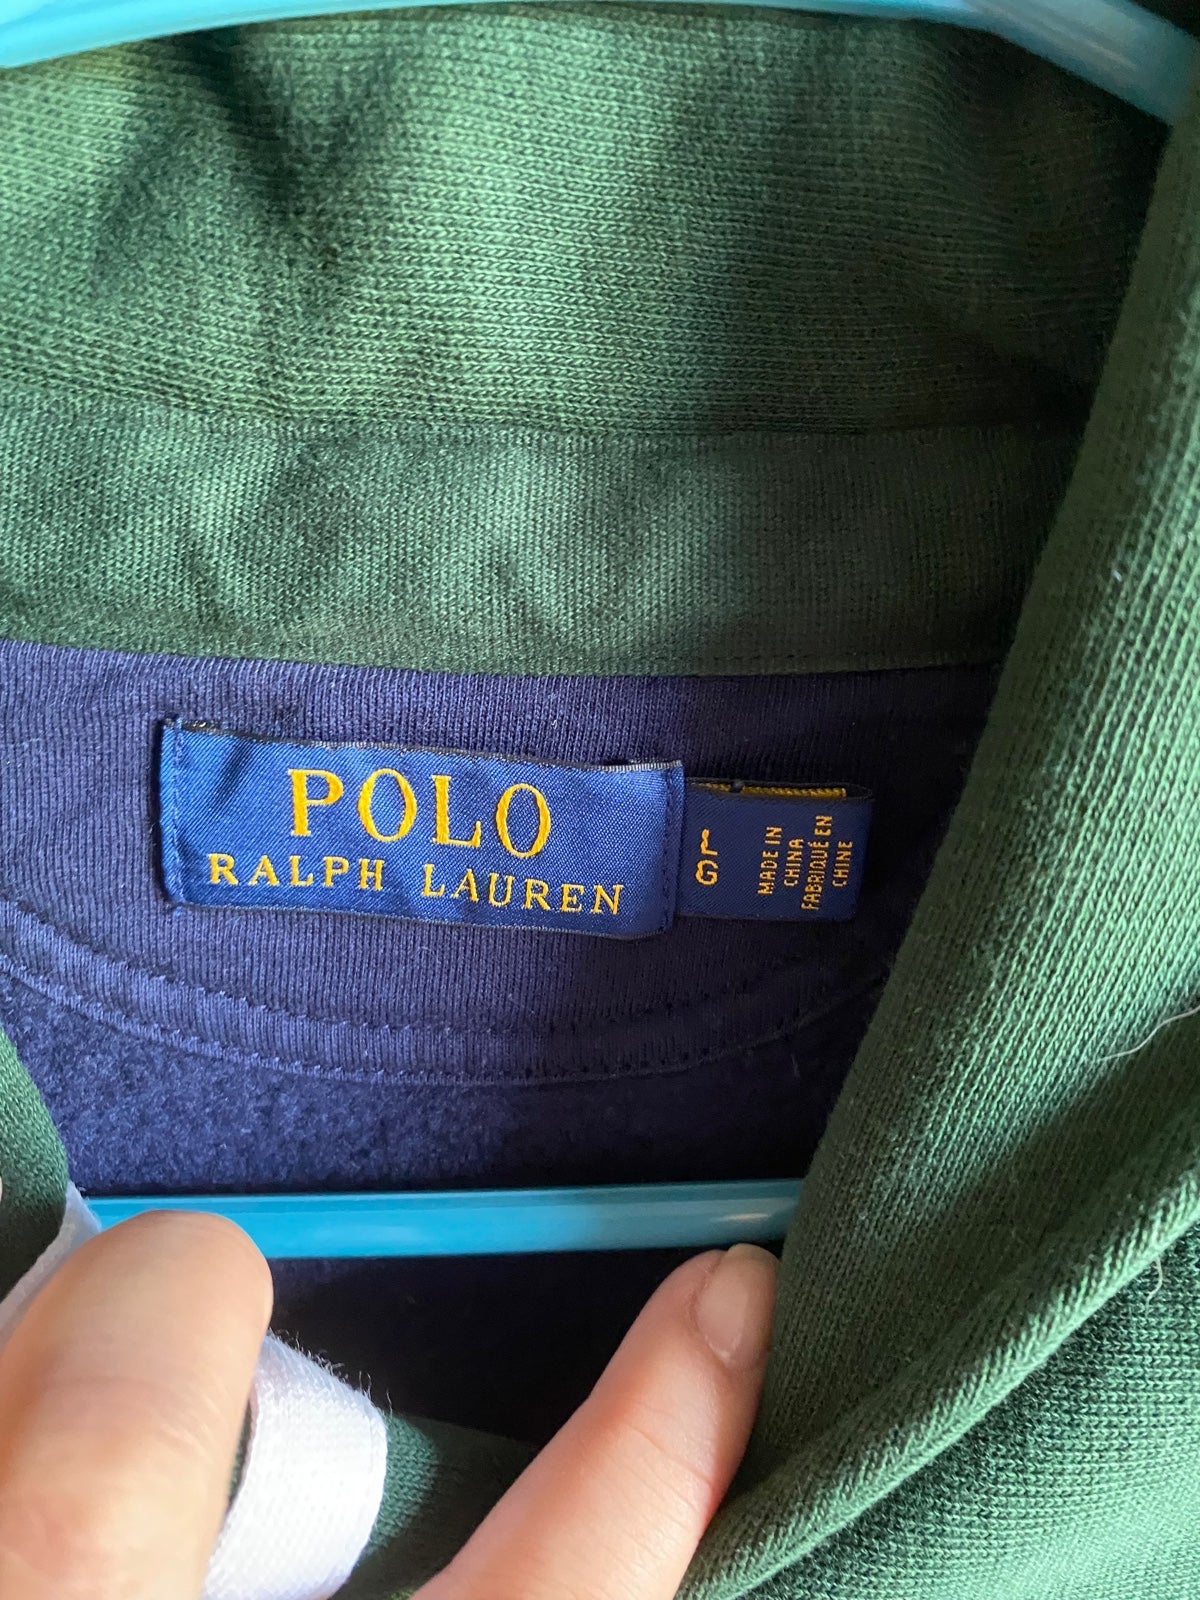 POLO
RALPH LAUREN
L
G
MADE IN
CHINA
FABRIQUÉ EN
CHINE